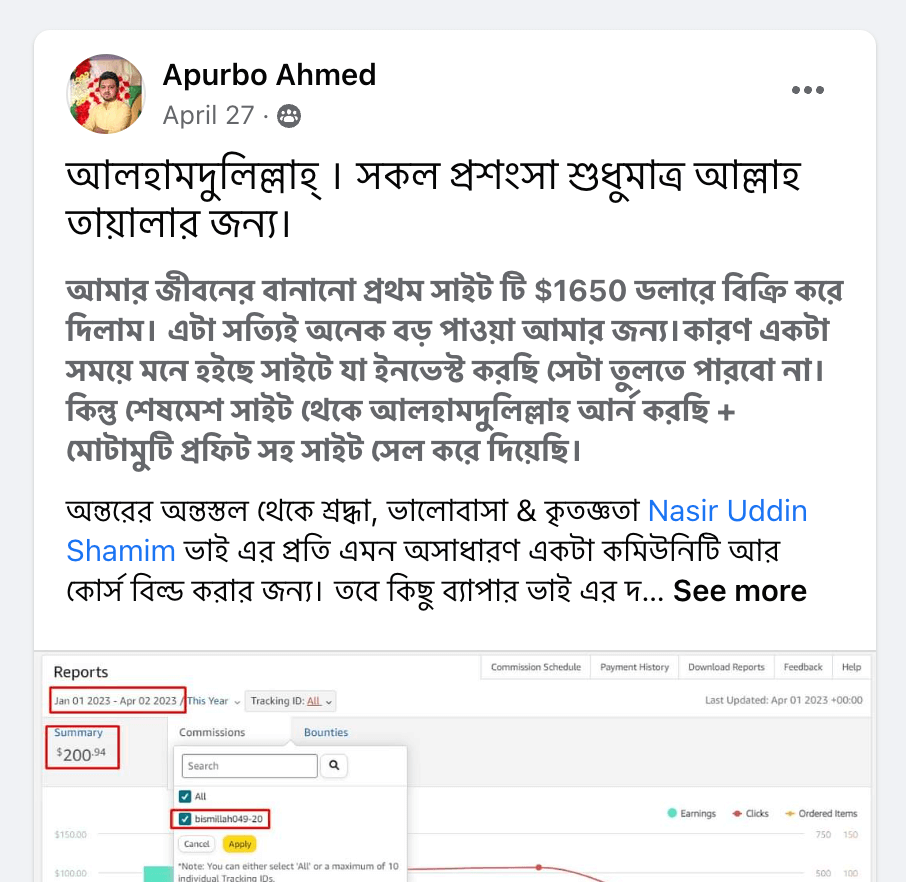 Apurbo Ahmed
April 27 ·
আলহামদুলিল্লাহ্ । সকল প্রশংসা শুধুমাত্র আল্লাহ
তায়ালার জন্য।
আমার জীবনের বানানো প্রথম সাইট টি $1650 ডলারে বিক্রি করে
দিলাম। এটা সত্যিই অনেক বড় পাওয়া আমার জন্য।কারণ একটা
সময়ে মনে হইছে সাইটে যা ইনভেস্ট করছি সেটা তুলতে পারবো না।
কিন্তু শেষমেশ সাইট থেকে আলহামদুলিল্লাহ আর্ন করছি +
মোটামুটি প্রফিট সহ সাইট সেল করে দিয়েছি।
অন্তরের অন্তস্তল থেকে শ্রদ্ধা, ভালোবাসা & কৃতজ্ঞতা Nasir Uddin
Shamim ভাই এর প্রতি এমন অসাধারণ একটা কমিউনিটি আর
কোর্স বিল্ড করার জন্য। তবে কিছু ব্যাপার ভাই এর দ... See more
Reports
Commission Schedule Payment History Download Reports Feedback Help
Jan 01 2023 - Apr 02 2023 / This Year Tracking ID: All
Last Updated: Apr 01 2023 +00:00
Summary
$200.94
Commissions Bounties
Search
All
bismillah049-20
Cancel Apply
*Note: You can either select 'All' or a maximum of 10
individual Tracking IDs.
Earnings Clicks Ordered Items
$150.00 750 150
$100.00 500 100